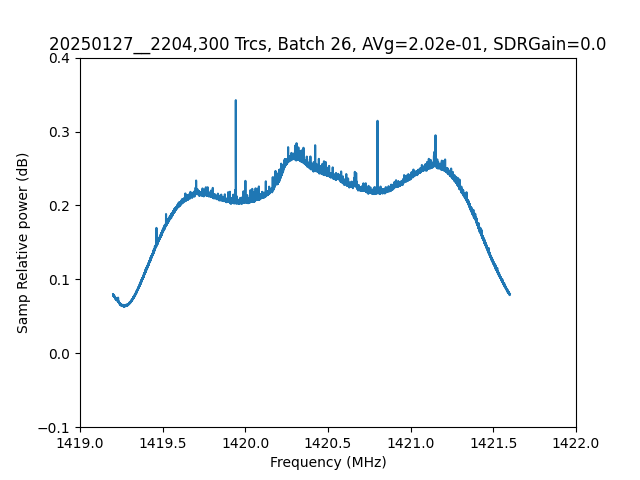 20250127__2204,300 Trcs, Batch 26, AVg=2.02e-01, SDRGain=0.0
0.4
0.3
0.2
0.1
0.0
−0.1
Samp Relative power (dB)
1419.0 1419.5 1420.0 1420.5 1421.0 1421.5 1422.0
Frequency (MHz)